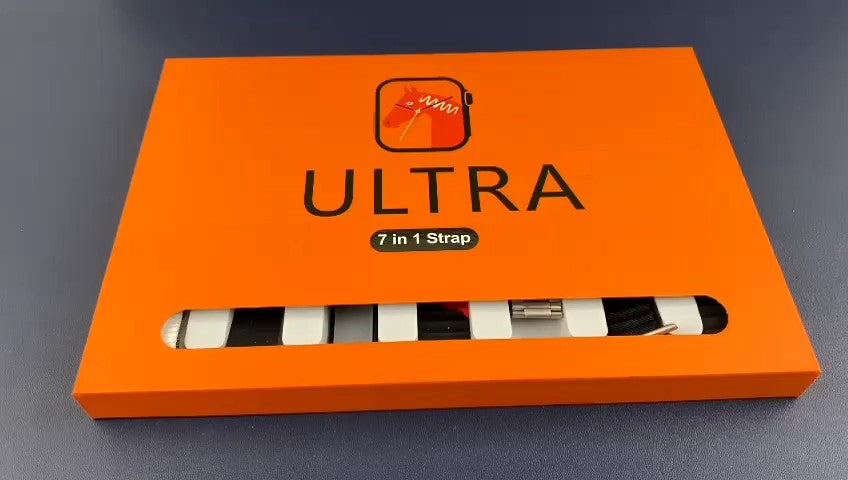 ULTRA
7 in 1 Strap